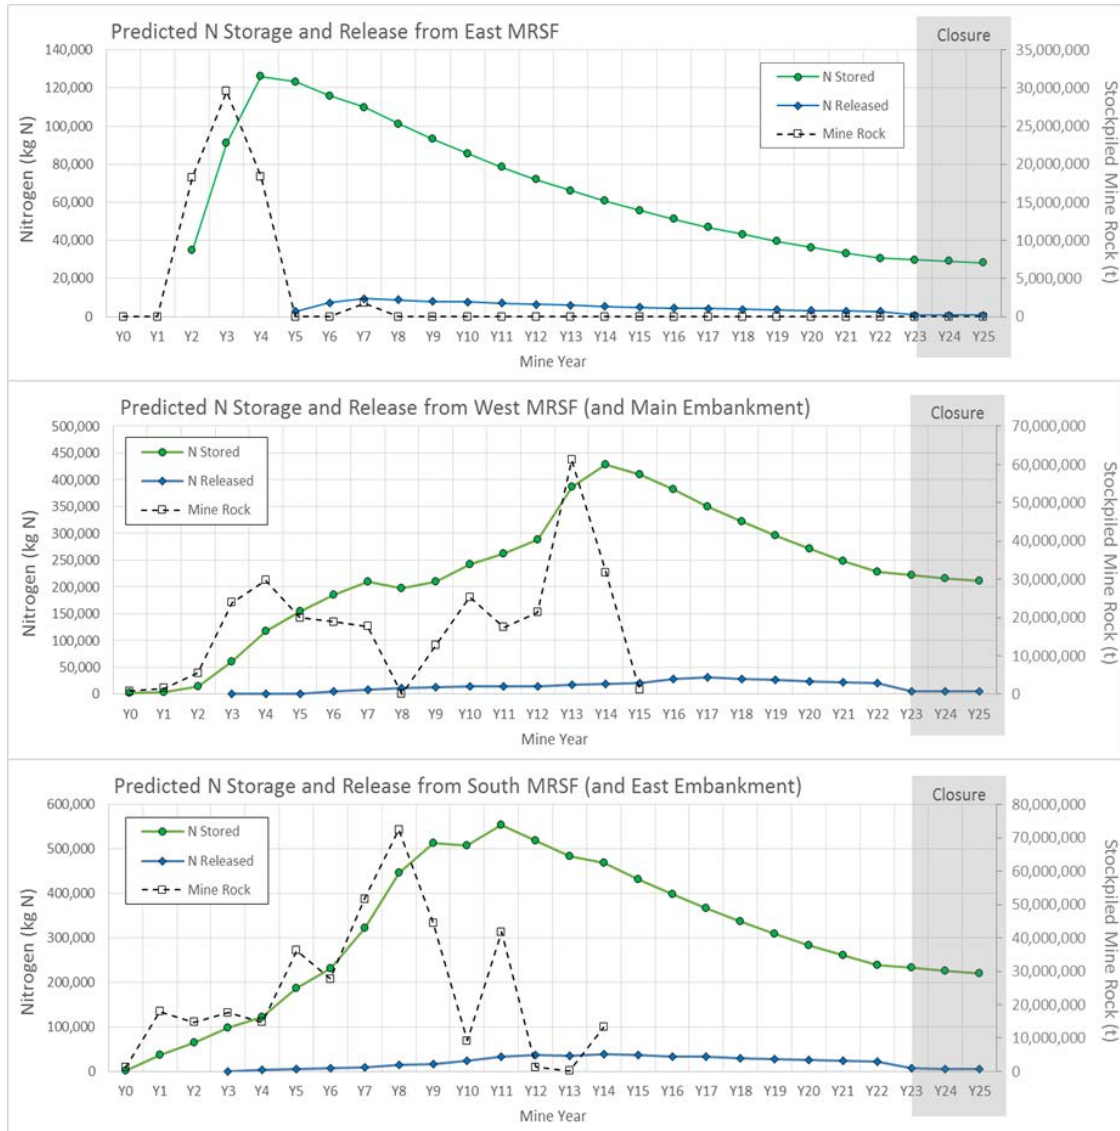 Predicted N Storage and Release from East MRSF
Closure
140,000
120,000
100,000
80,000
60,000
40,000
20,000
0
Nitrogen (kg N)
35,000,000
30,000,000
25,000,000
20,000,000
15,000,000
10,000,000
5,000,000
0
Stockpiled Mine Rock (t)
N Stored
N Released
Mine Rock
Y0 Y1 Y2 Y3 Y4 Y5 Y6 Y7 Y8 Y9 Y10 Y11 Y12 Y13 Y14 Y15 Y16 Y17 Y18 Y19 Y20 Y21 Y22 Y23 Y24 Y25
Mine Year
Predicted N Storage and Release from West MRSF (and Main Embankment)
Closure
500,000
450,000
400,000
350,000
300,000
250,000
200,000
150,000
100,000
50,000
0
Nitrogen (kg N)
70,000,000
60,000,000
50,000,000
40,000,000
30,000,000
20,000,000
10,000,000
0
Stockpiled Mine Rock (t)
N Stored
N Released
Mine Rock
Y0 Y1 Y2 Y3 Y4 Y5 Y6 Y7 Y8 Y9 Y10 Y11 Y12 Y13 Y14 Y15 Y16 Y17 Y18 Y19 Y20 Y21 Y22 Y23 Y24 Y25
Mine Year
Predicted N Storage and Release from South MRSF (and East Embankment)
Closure
600,000
500,000
400,000
300,000
200,000
100,000
0
Nitrogen (kg N)
80,000,000
70,000,000
60,000,000
50,000,000
40,000,000
30,000,000
20,000,000
10,000,000
0
Stockpiled Mine Rock (t)
N Stored
N Released
Mine Rock
Y0 Y1 Y2 Y3 Y4 Y5 Y6 Y7 Y8 Y9 Y10 Y11 Y12 Y13 Y14 Y15 Y16 Y17 Y18 Y19 Y20 Y21 Y22 Y23 Y24 Y25
Mine Year